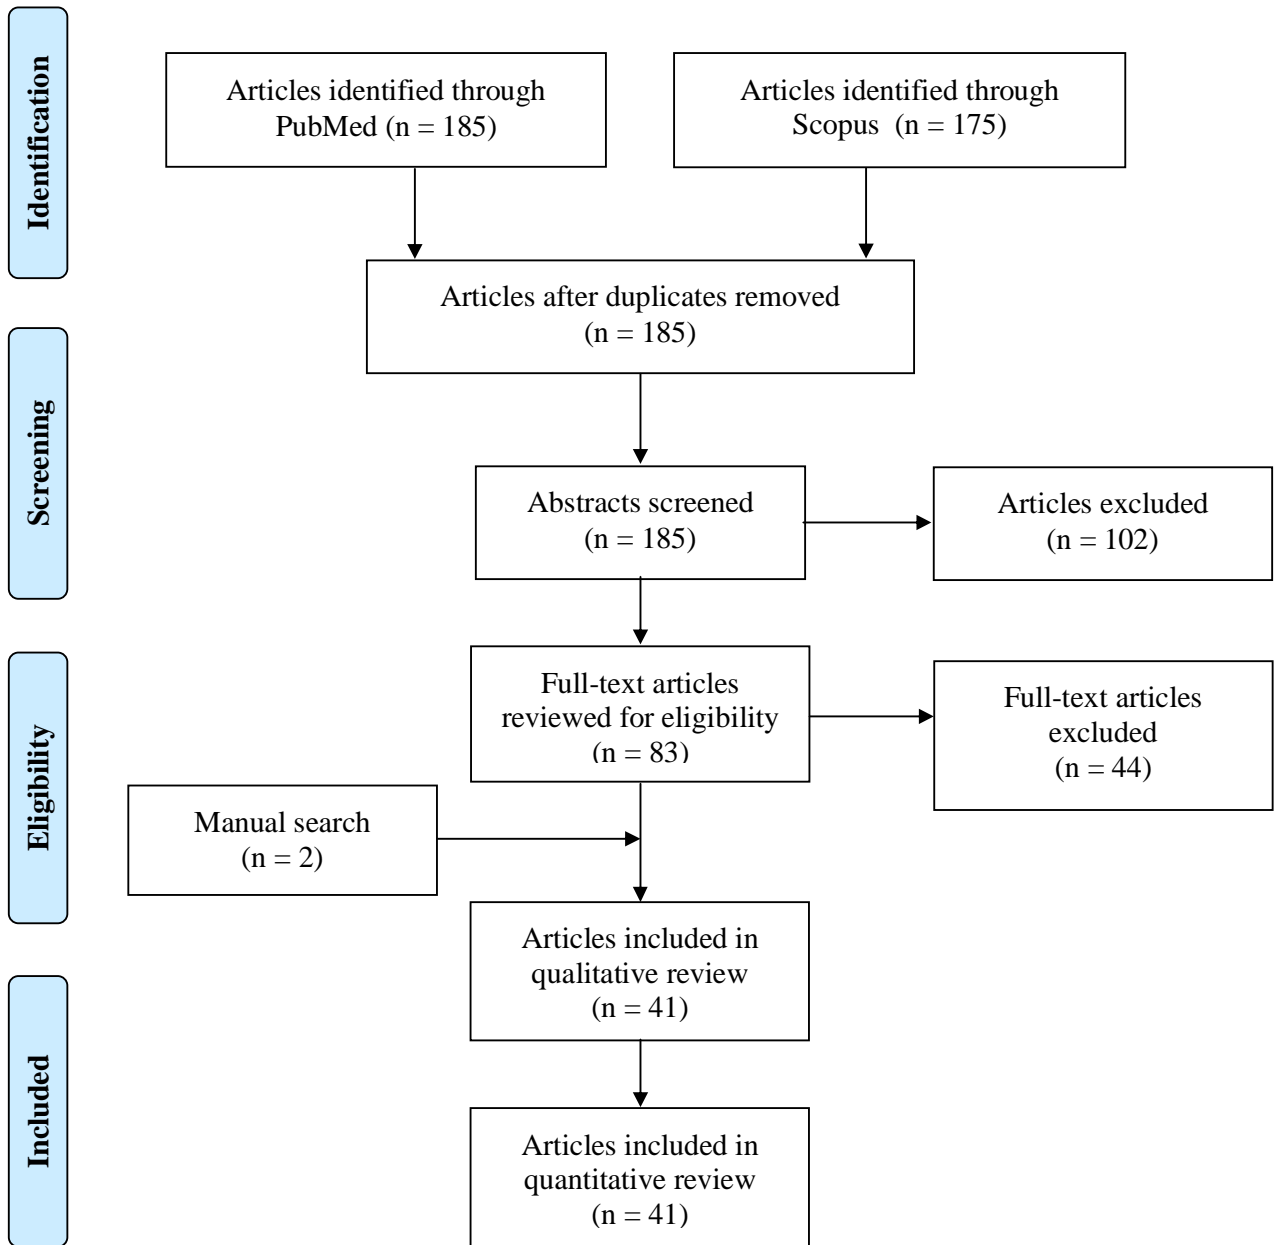 Identification
Articles identified through
PubMed (n = 185)
Articles identified through
Scopus  (n = 175)
Articles after duplicates removed
(n = 185)
Screening
Abstracts screened
(n = 185)
Articles excluded
(n = 102)
Eligibility
Full-text articles
reviewed for eligibility
(n = 83)
Full-text articles
excluded
(n = 44)
Manual search
(n = 2)
Articles included in
qualitative review
(n = 41)
Included
Articles included in
quantitative review
(n = 41)